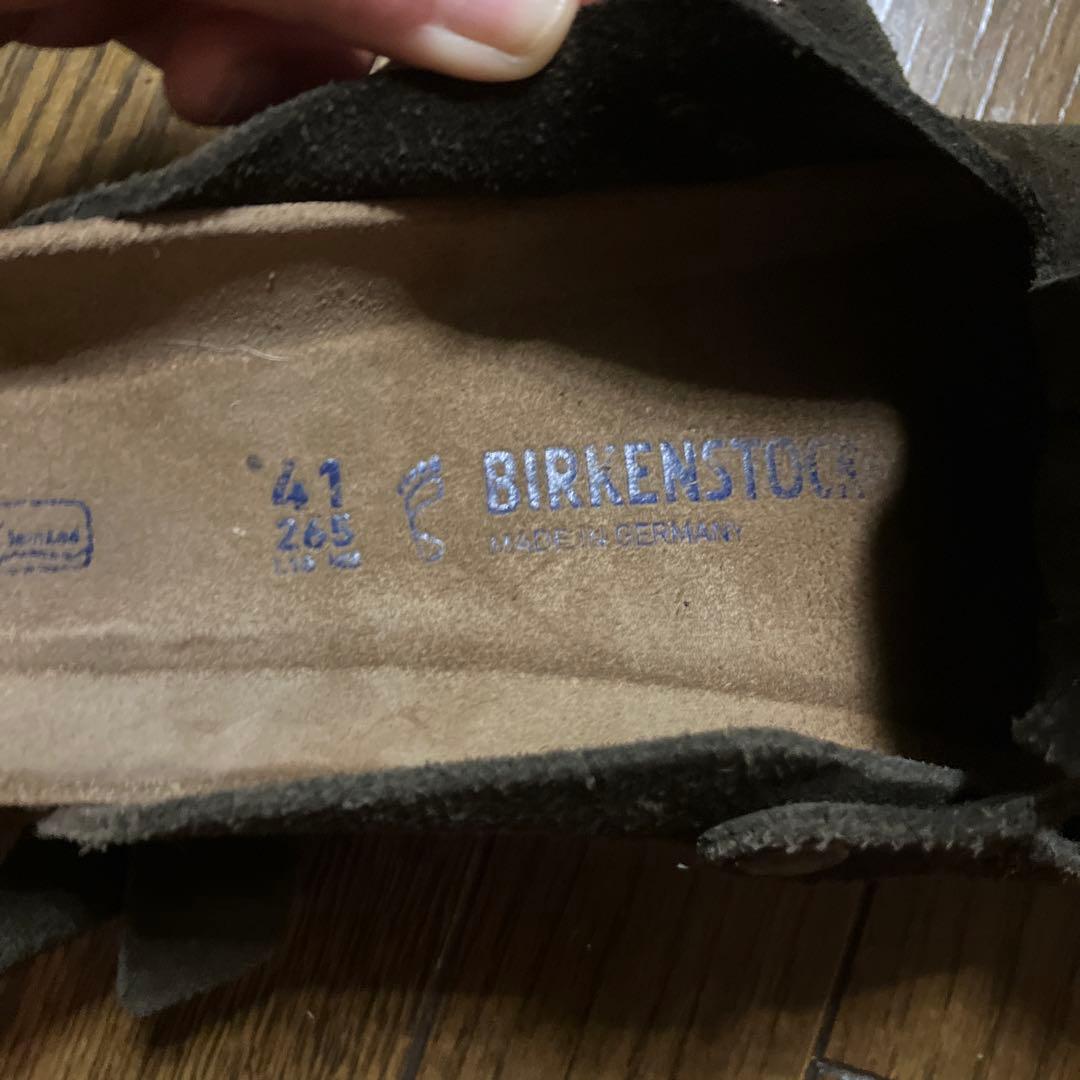 41
265
BIRKENSTOCK
MADE IN GERMANY